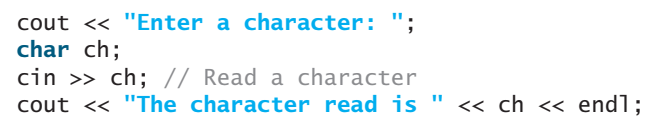 cout << "Enter a character: ";
char ch;
cin >> ch; // Read a character
cout << "The character read is " << ch << endl;